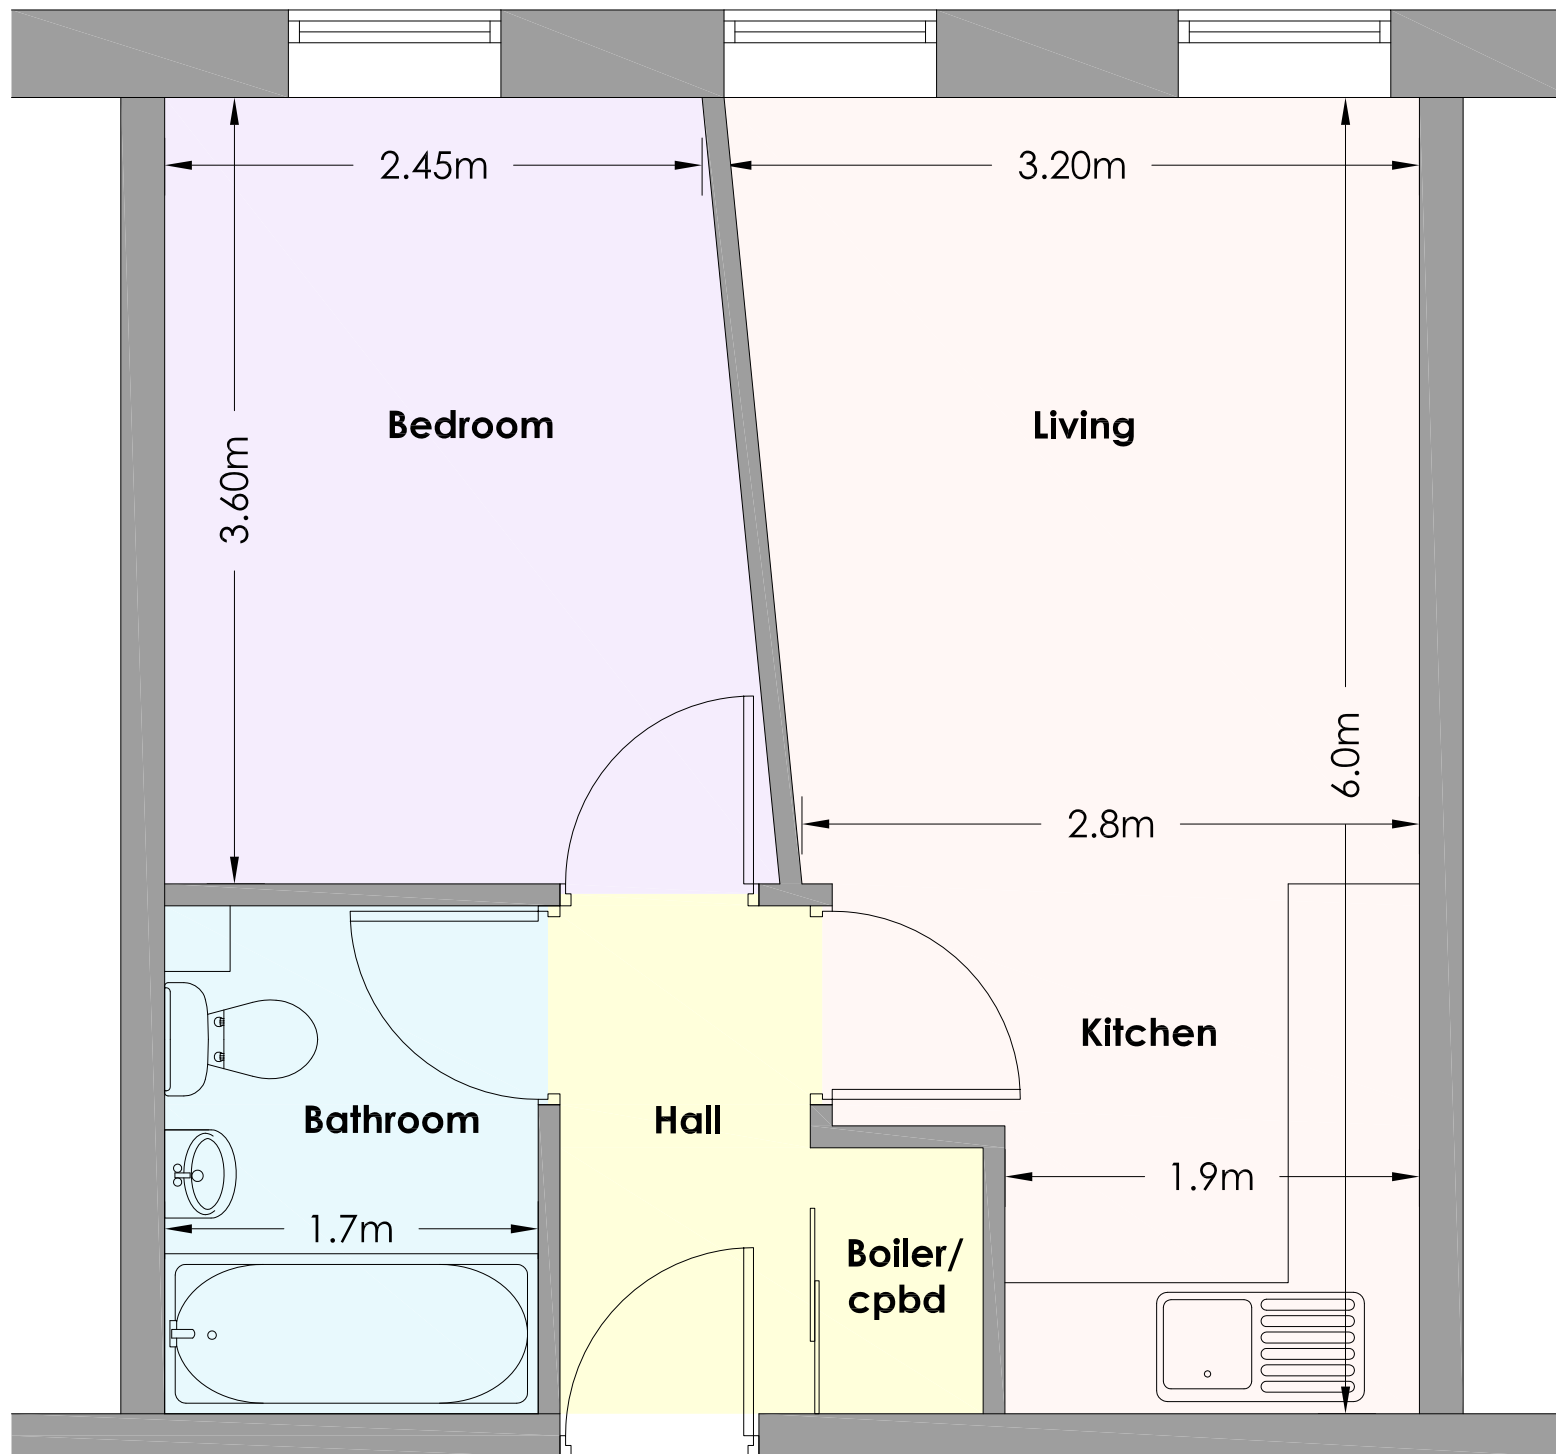 2.45m
3.20m
Bedroom
Living
3.60m
6.0m
2.8m
Kitchen
Bathroom
Hall
1.9m
1.7m
Boiler/
cpbd